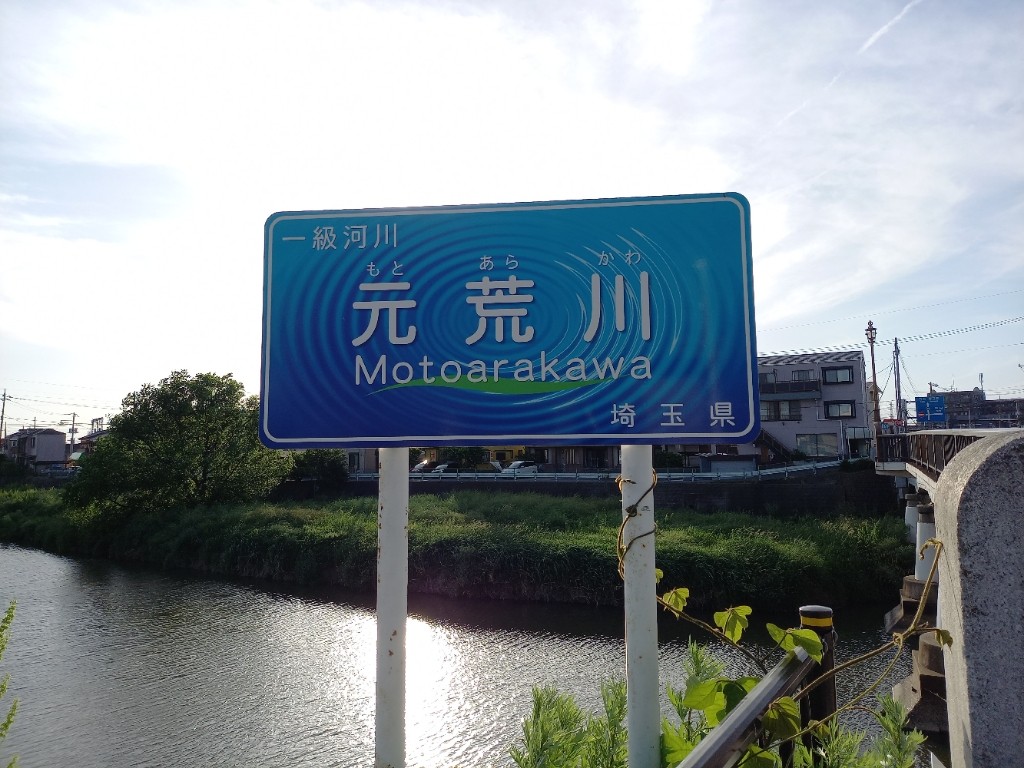 一級河川
もと あら かわ
元荒川
Motoarakawa
埼玉県